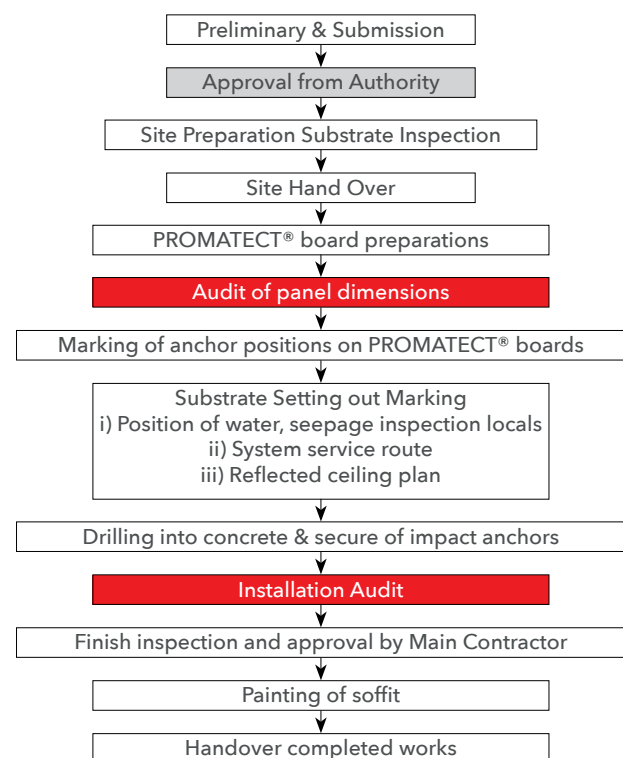 Preliminary & Submission
Approval from Authority
Site Preparation Substrate Inspection
Site Hand Over
PROMATECT® board preparations
Audit of panel dimensions
Marking of anchor positions on PROMATECT® boards
Substrate Setting out Marking
i) Position of water, seepage inspection locals
ii) System service route
iii) Reflected ceiling plan
Drilling into concrete & secure of impact anchors
Installation Audit
Finish inspection and approval by Main Contractor
Painting of soffit
Handover completed works